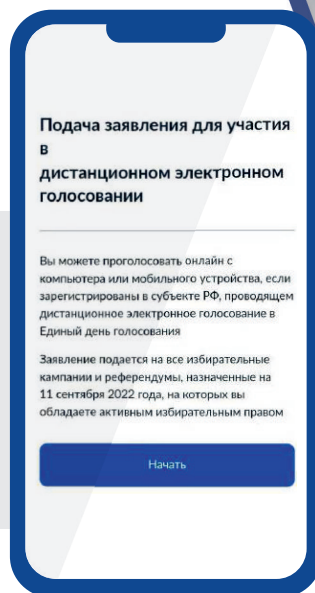 Подача заявления для участия
в
дистанционном электронном
голосовании
Вы можете проголосовать онлайн с
компьютера или мобильного устройства, если
зарегистрированы в субъекте РФ, проводящем
дистанционное электронное голосование в
Единый день голосования
Заявление подается на все избирательные
кампании и референдумы, назначенные на
11 сентября 2022 года, на которых вы
обладаете активным избирательным правом
Начать